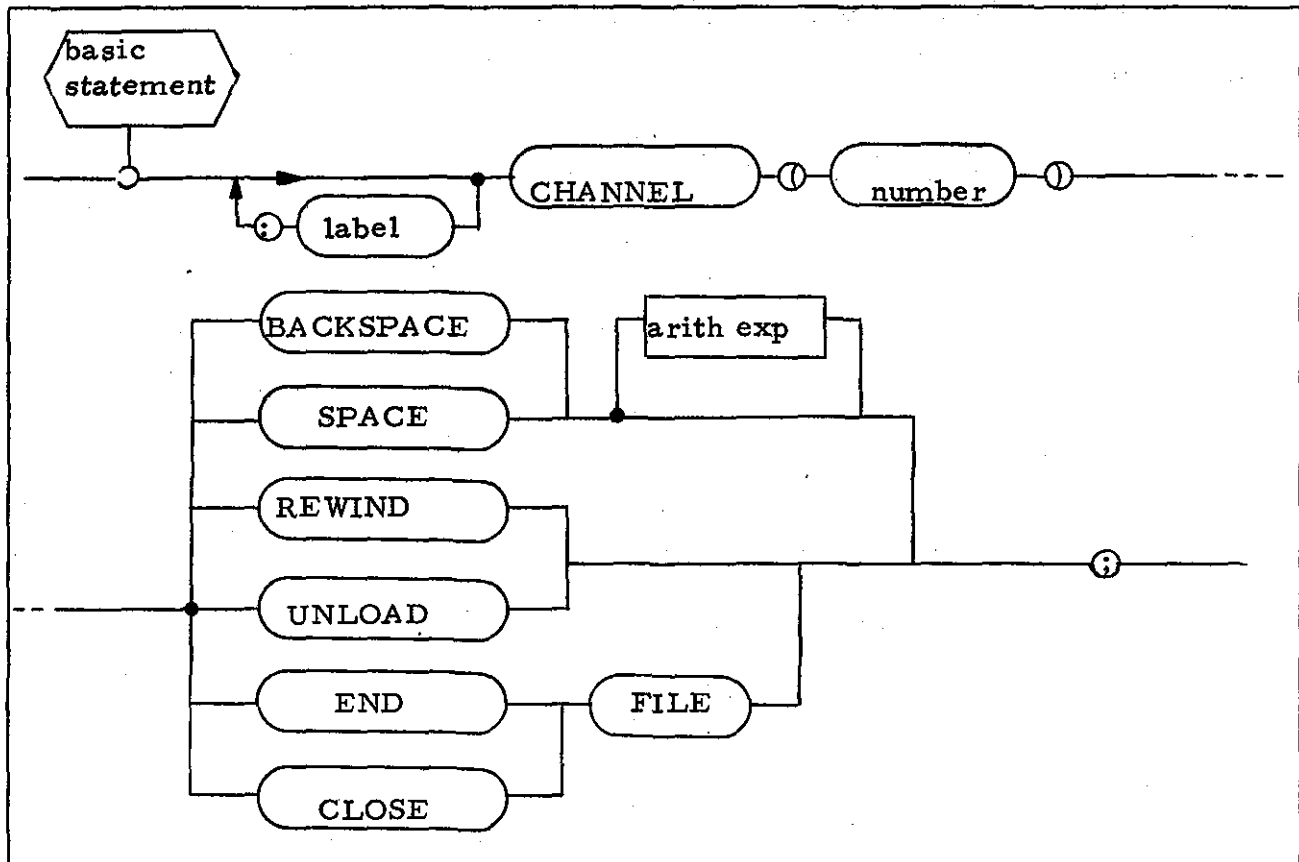 basic
statement
CHANNEL ( number )
: label
BACKSPACE
arith exp
SPACE
REWIND
UNLOAD
;
END FILE
CLOSE